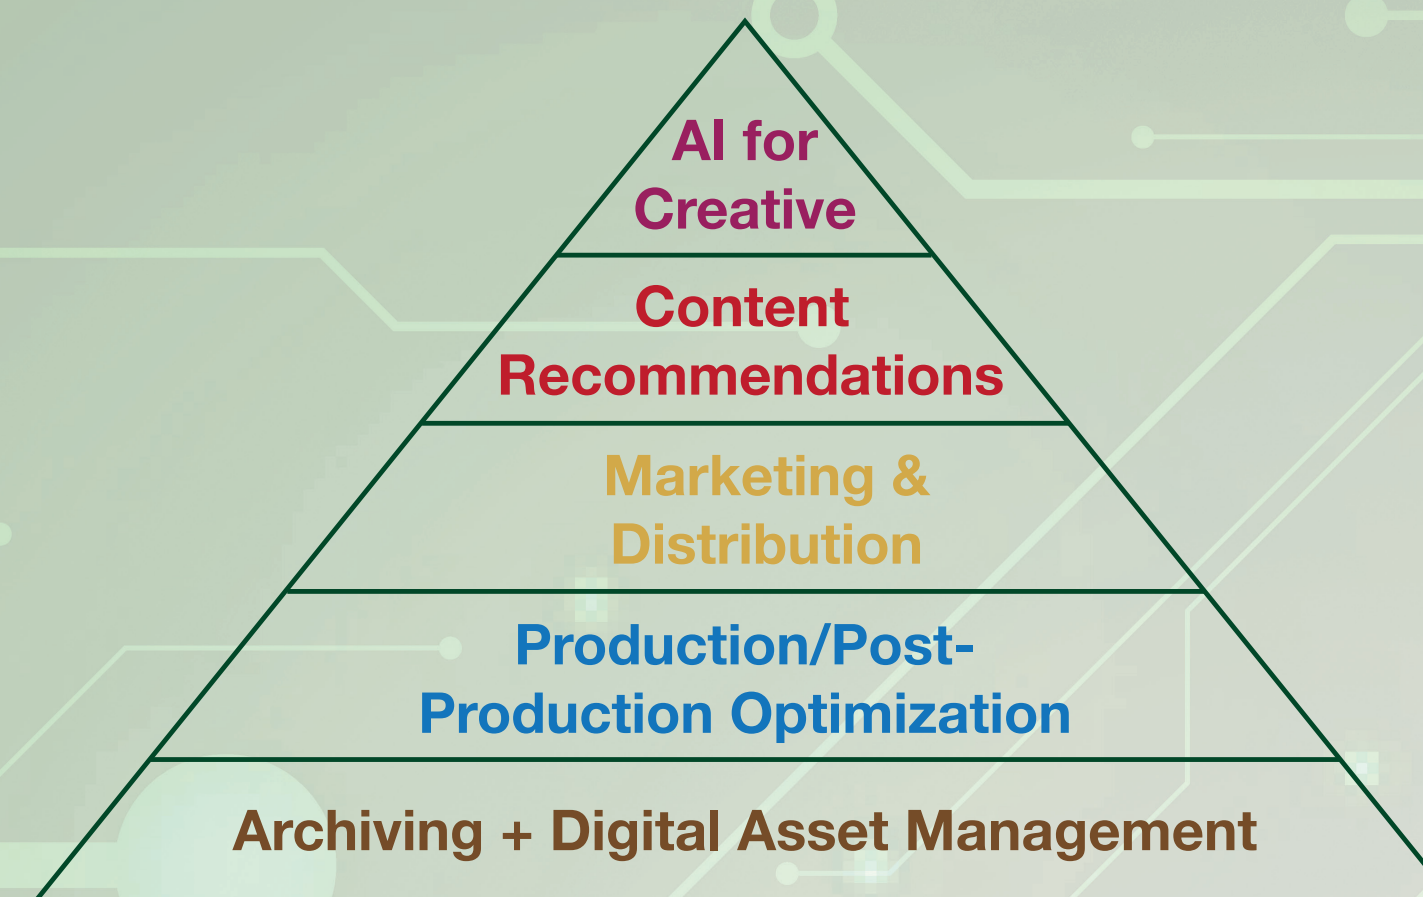 AI for
Creative
Content
Recommendations
Marketing &
Distribution
Production/Post-
Production Optimization
Archiving + Digital Asset Management